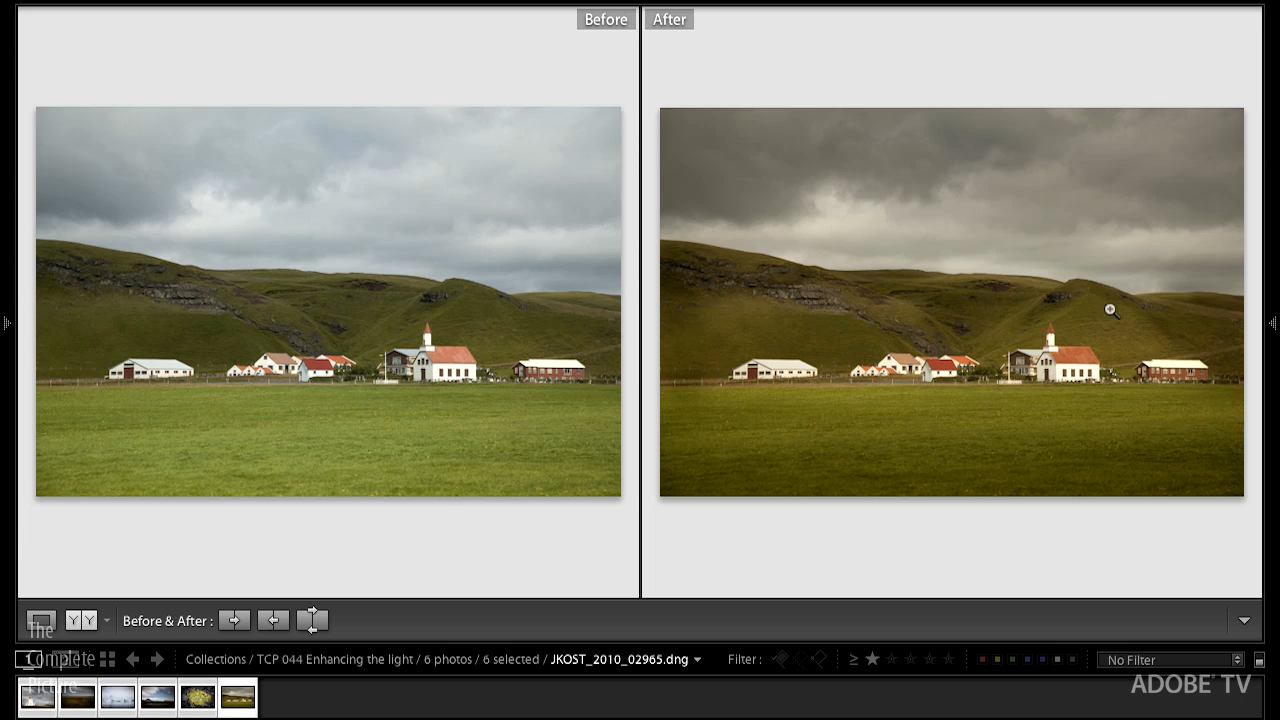 Before
After
Before & After :
The
Complete
Picture
Collections / TCP 044 Enhancing the light / 6 photos / 6 selected / JKOST_2010_02965.dng
Filter :
≥
No Filter
ADOBE® TV